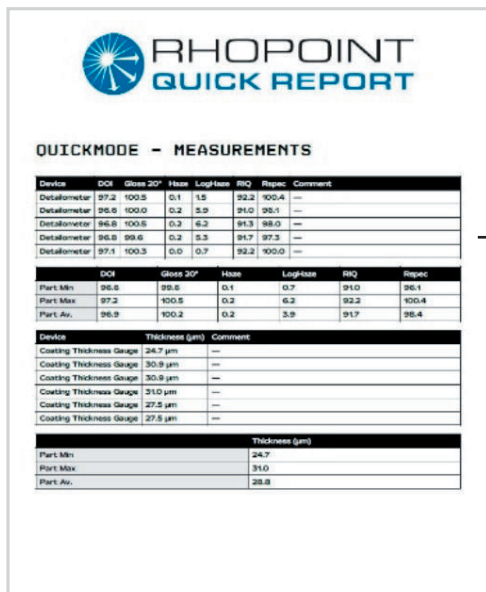 RHOPOINT
QUICK REPORT
QUICKMODE - MEASUREMENTS
Device DOI Gloss 20° Haze LogHaze RIQ Rspec Comment
Detailometer 97.2 100.5 0.1 1.5 92.2 100.4 —
Detailometer 96.6 100.0 0.2 5.9 91.0 96.1 —
Detailometer 96.8 100.5 0.2 6.2 91.3 98.0 —
Detailometer 96.8 99.6 0.2 5.3 91.7 97.3 —
Detailometer 97.1 100.3 0.0 0.7 92.2 100.0 —
DOI Gloss 20° Haze LogHaze RIQ Rspec
Part Min 96.6 99.6 0.1 0.7 91.0 96.1
Part Max 97.2 100.5 0.2 6.2 92.2 100.4
Part Av. 96.9 100.2 0.2 3.9 91.7 98.4
Device Thickness (µm) Comment
Coating Thickness Gauge 24.7 µm —
Coating Thickness Gauge 30.9 µm —
Coating Thickness Gauge 30.9 µm —
Coating Thickness Gauge 31.0 µm —
Coating Thickness Gauge 27.5 µm —
Coating Thickness Gauge 27.5 µm —
Thickness (µm)
Part Min 24.7
Part Max 31.0
Part Av. 28.8